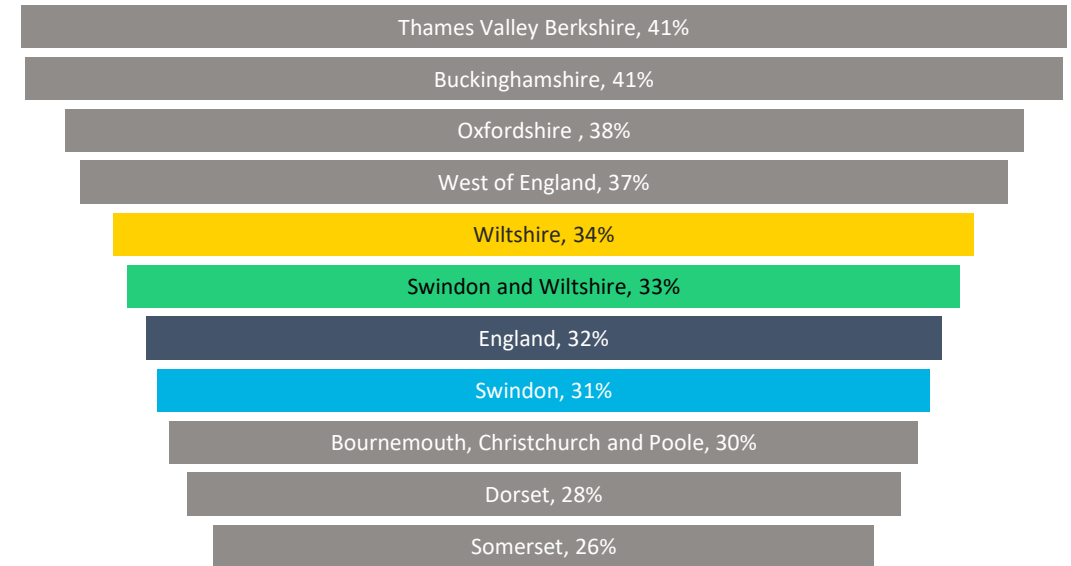 Thames Valley Berkshire, 41%
Buckinghamshire, 41%
Oxfordshire , 38%
West of England, 37%
Wiltshire, 34%
Swindon and Wiltshire, 33%
England, 32%
Swindon, 31%
Bournemouth, Christchurch and Poole, 30%
Dorset, 28%
Somerset, 26%